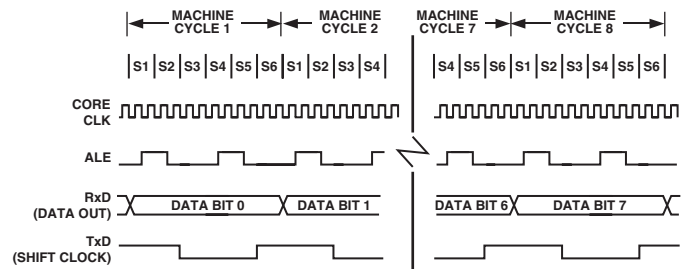 MACHINE CYCLE 1
MACHINE CYCLE 2
MACHINE CYCLE 7
MACHINE CYCLE 8
S1 S2 S3 S4 S5 S6 S1 S2 S3 S4 S4 S5 S6 S1 S2 S3 S4 S5 S6
CORE CLK
ALE
RxD (DATA OUT)
DATA BIT 0 DATA BIT 1 DATA BIT 6 DATA BIT 7
TxD (SHIFT CLOCK)